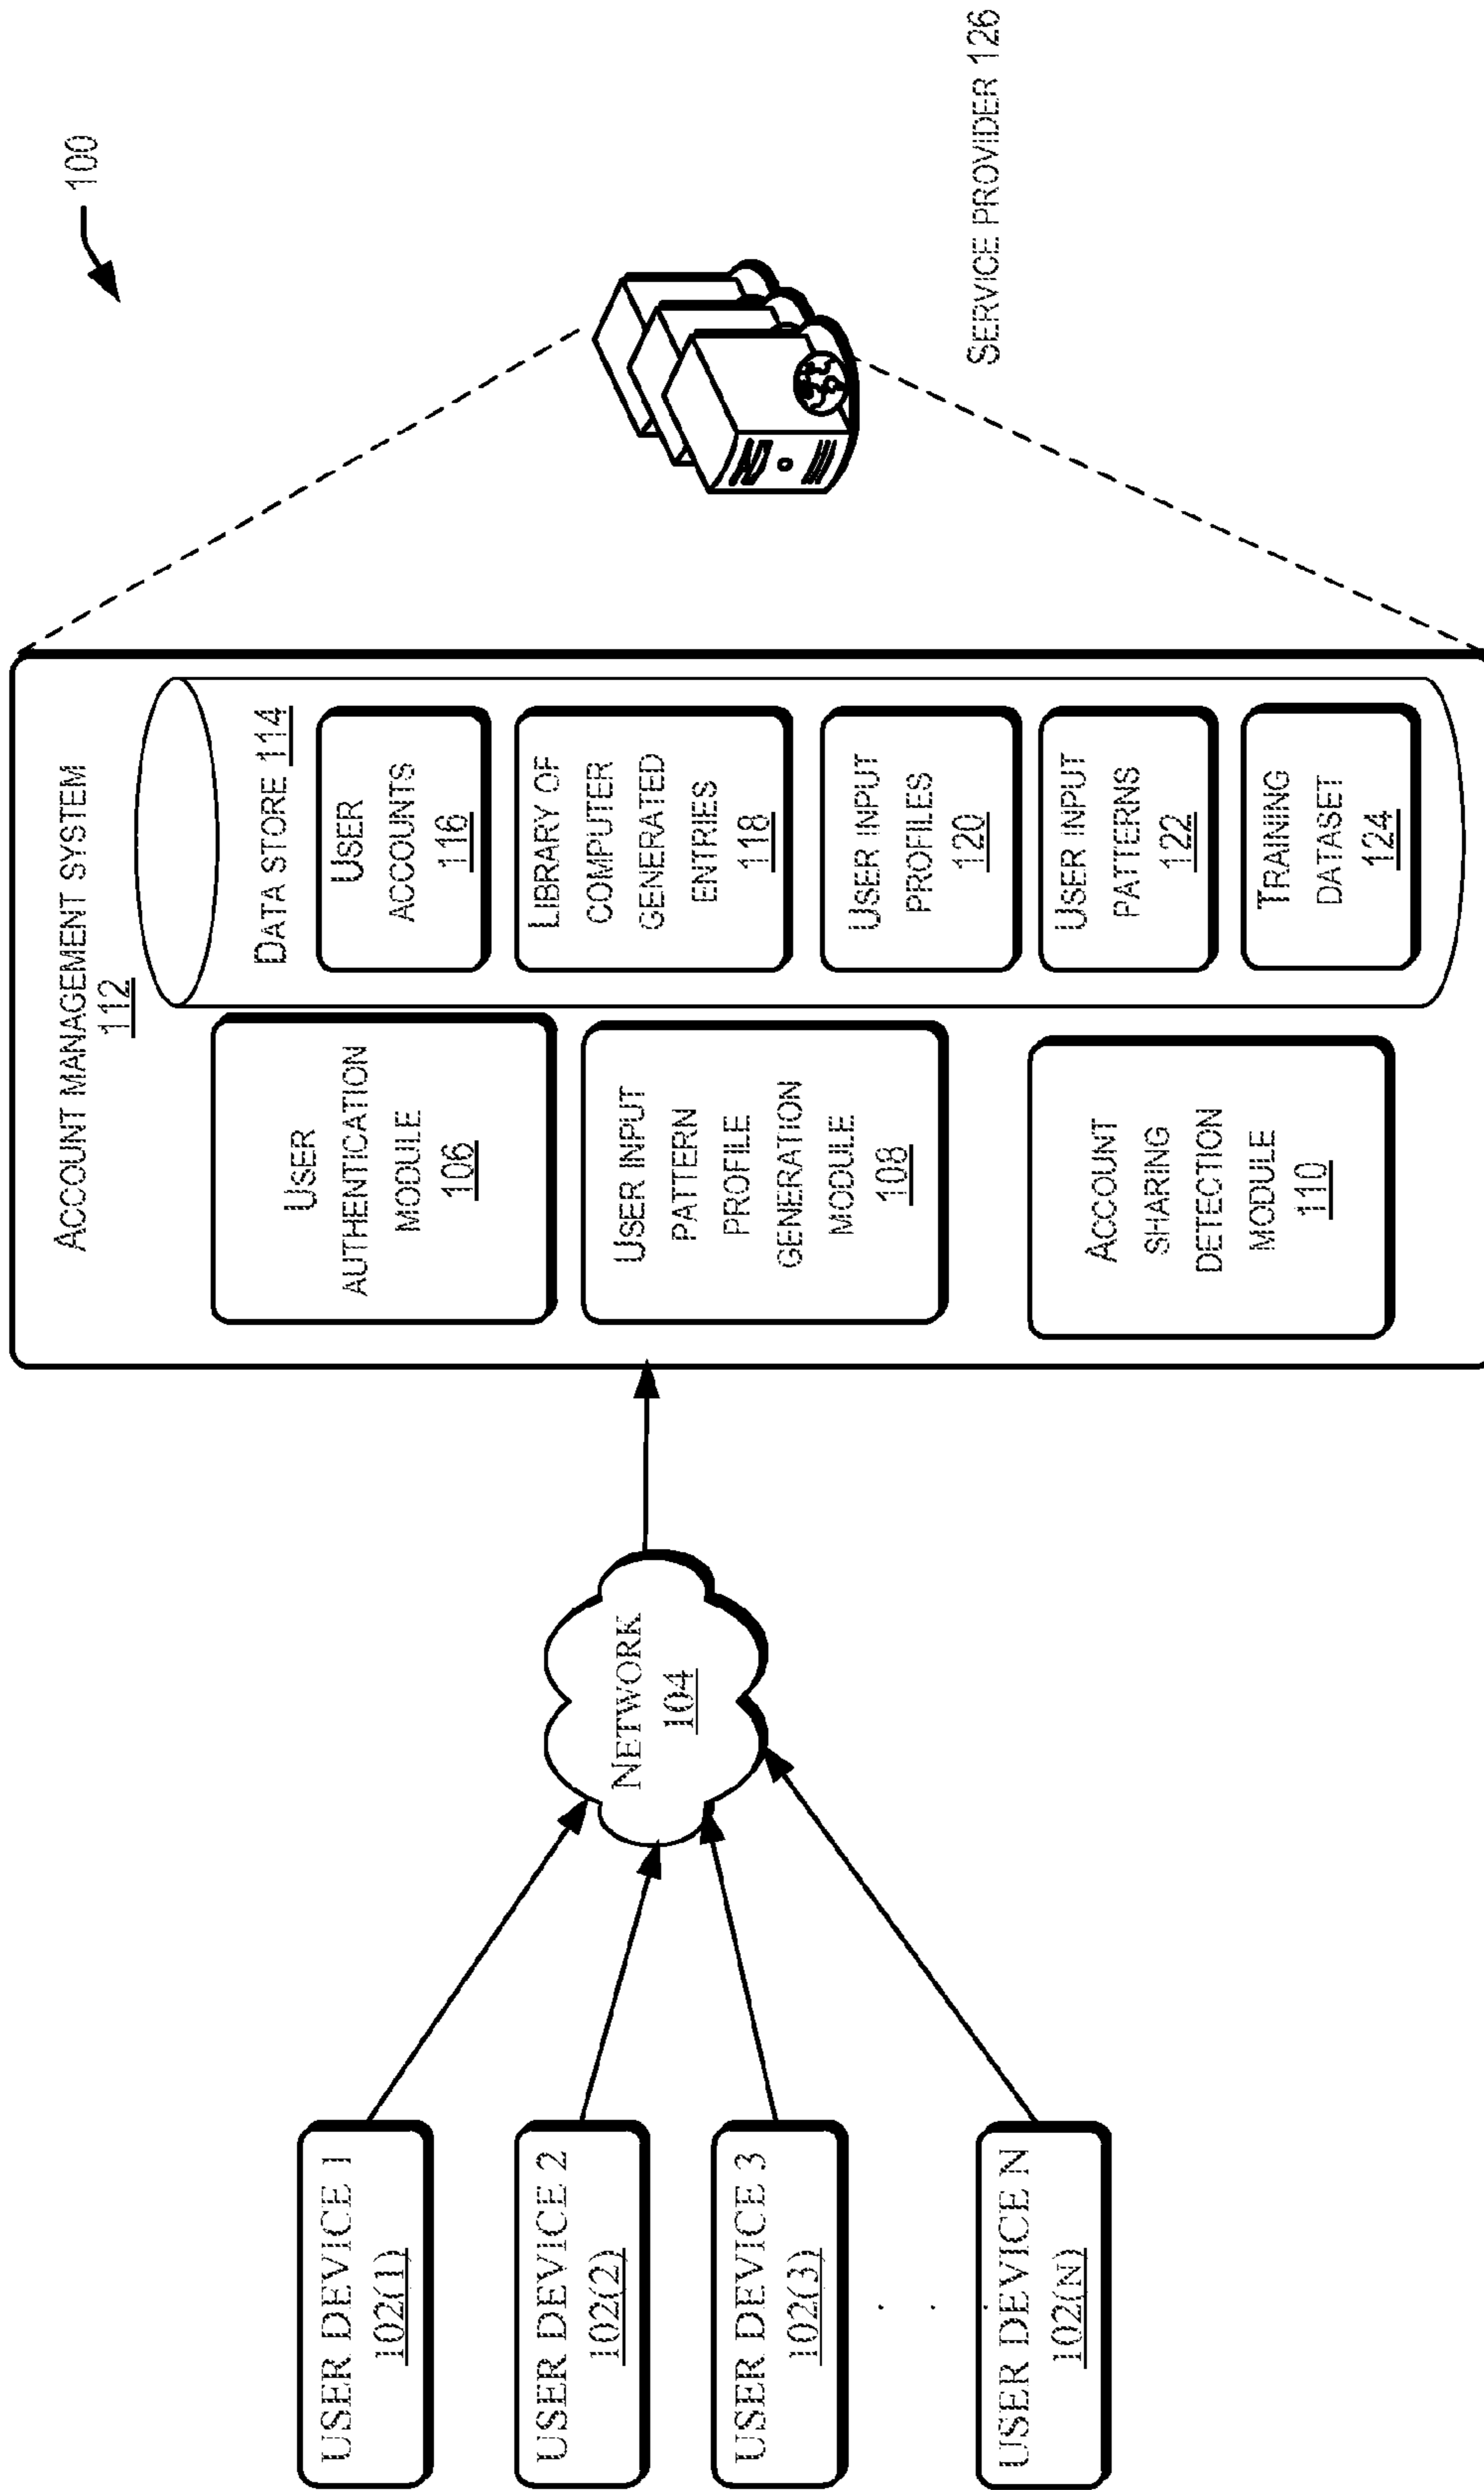 100
ACCOUNT MANAGEMENT SYSTEM
112
USER DEVICE 1
102(1)
USER DEVICE 2
102(2)
USER DEVICE 3
102(3)
. . .
USER DEVICE N
102(N)
NETWORK
104
USER
AUTHENTICATION
MODULE
106
USER INPUT
PATTERN
PROFILE
GENERATION
MODULE
108
ACCOUNT
SHARING
DETECTION
MODULE
110
DATA STORE 114
USER
ACCOUNTS
116
LIBRARY OF
COMPUTER
GENERATED
ENTRIES
118
USER INPUT
PROFILES
120
USER INPUT
PATTERNS
122
TRAINING
DATASET
124
SERVICE PROVIDER 126